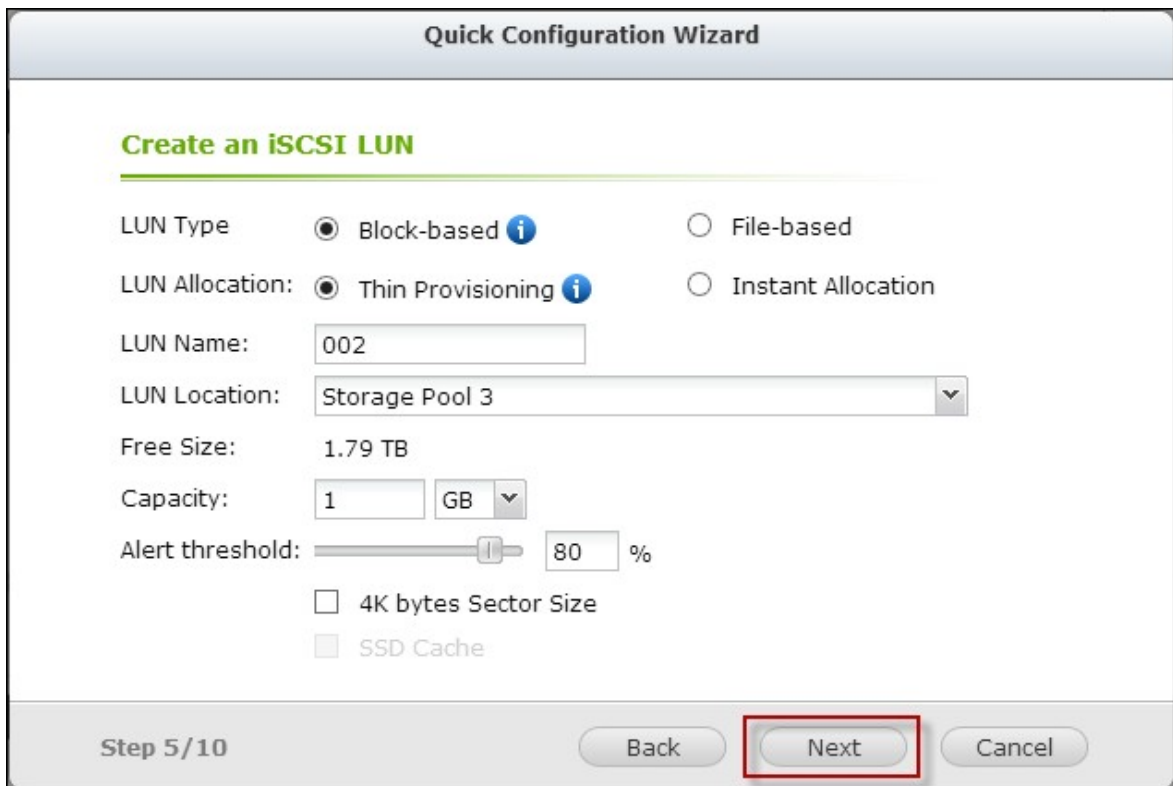 Quick Configuration Wizard
Create an iSCSI LUN
LUN Type Block-based i File-based
LUN Allocation: Thin Provisioning i Instant Allocation
LUN Name: 002
LUN Location: Storage Pool 3
Free Size: 1.79 TB
Capacity: 1 GB
Alert threshold: 80 %
4K bytes Sector Size
SSD Cache
Step 5/10 Back Next Cancel